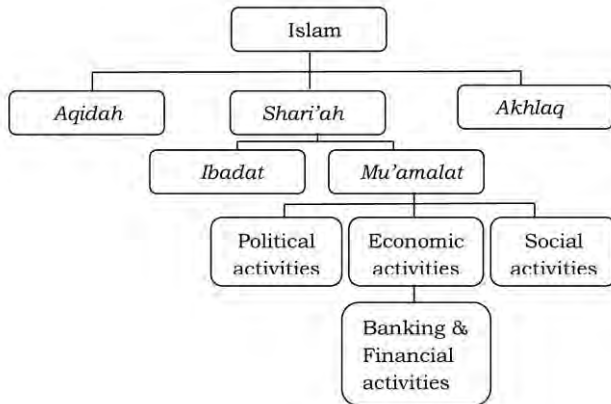 Islam
Aqidah
Shari'ah
Akhlaq
Ibadat
Mu'amalat
Political
activities
Economic
activities
Social
activities
Banking &
Financial
activities